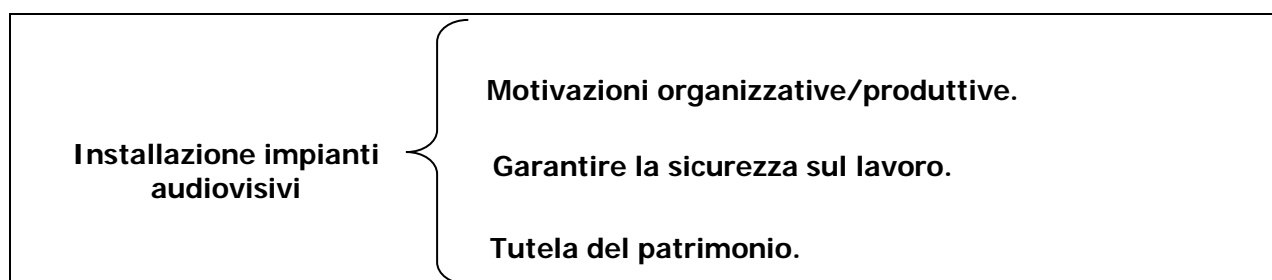 Installazione impianti
audiovisivi
Motivazioni organizzative/produttive.
Garantire la sicurezza sul lavoro.
Tutela del patrimonio.